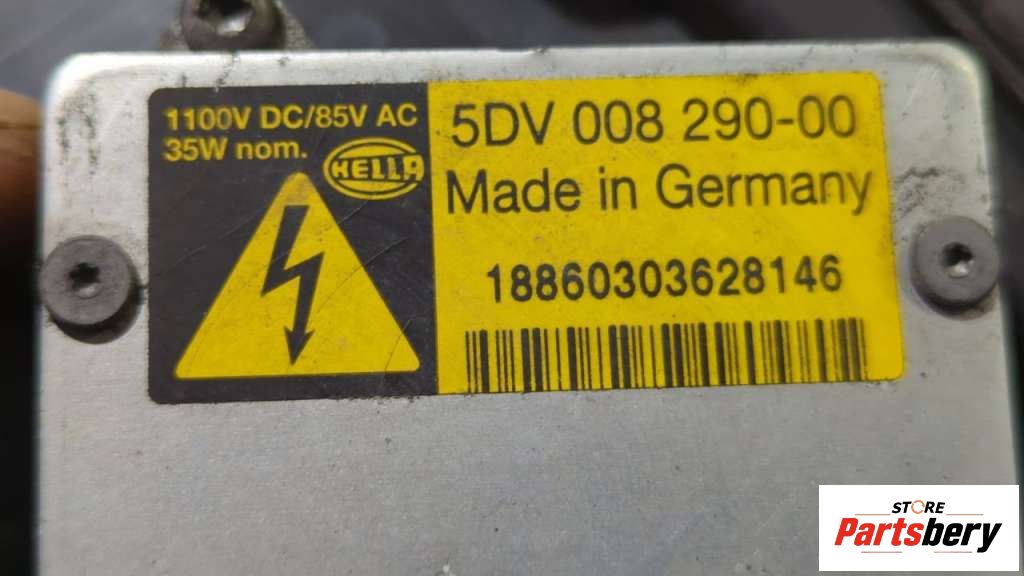 1100V DC/85V AC
35W nom.
HELLA
5DV 008 290-00
Made in Germany
18860303628146
STORE
Partsbery